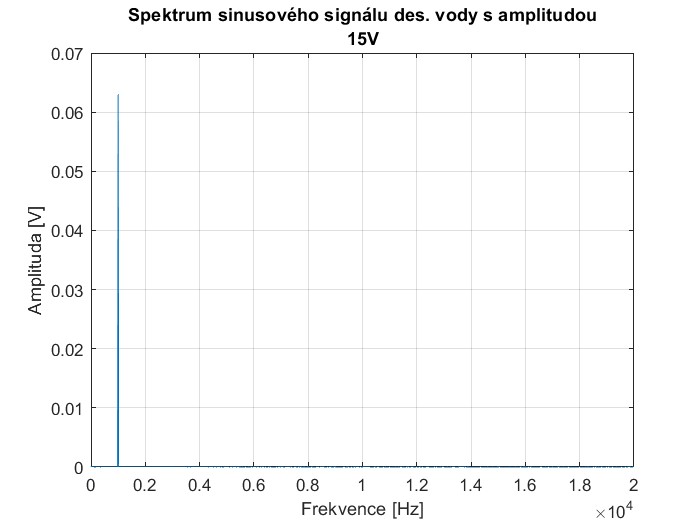 Spektrum sinusového signálu des. vody s amplitudou
15V
0.07
0.06
0.05
0.04
0.03
0.02
0.01
0
Amplituda [V]
0 0.2 0.4 0.6 0.8 1 1.2 1.4 1.6 1.8 2
Frekvence [Hz]
×10⁴